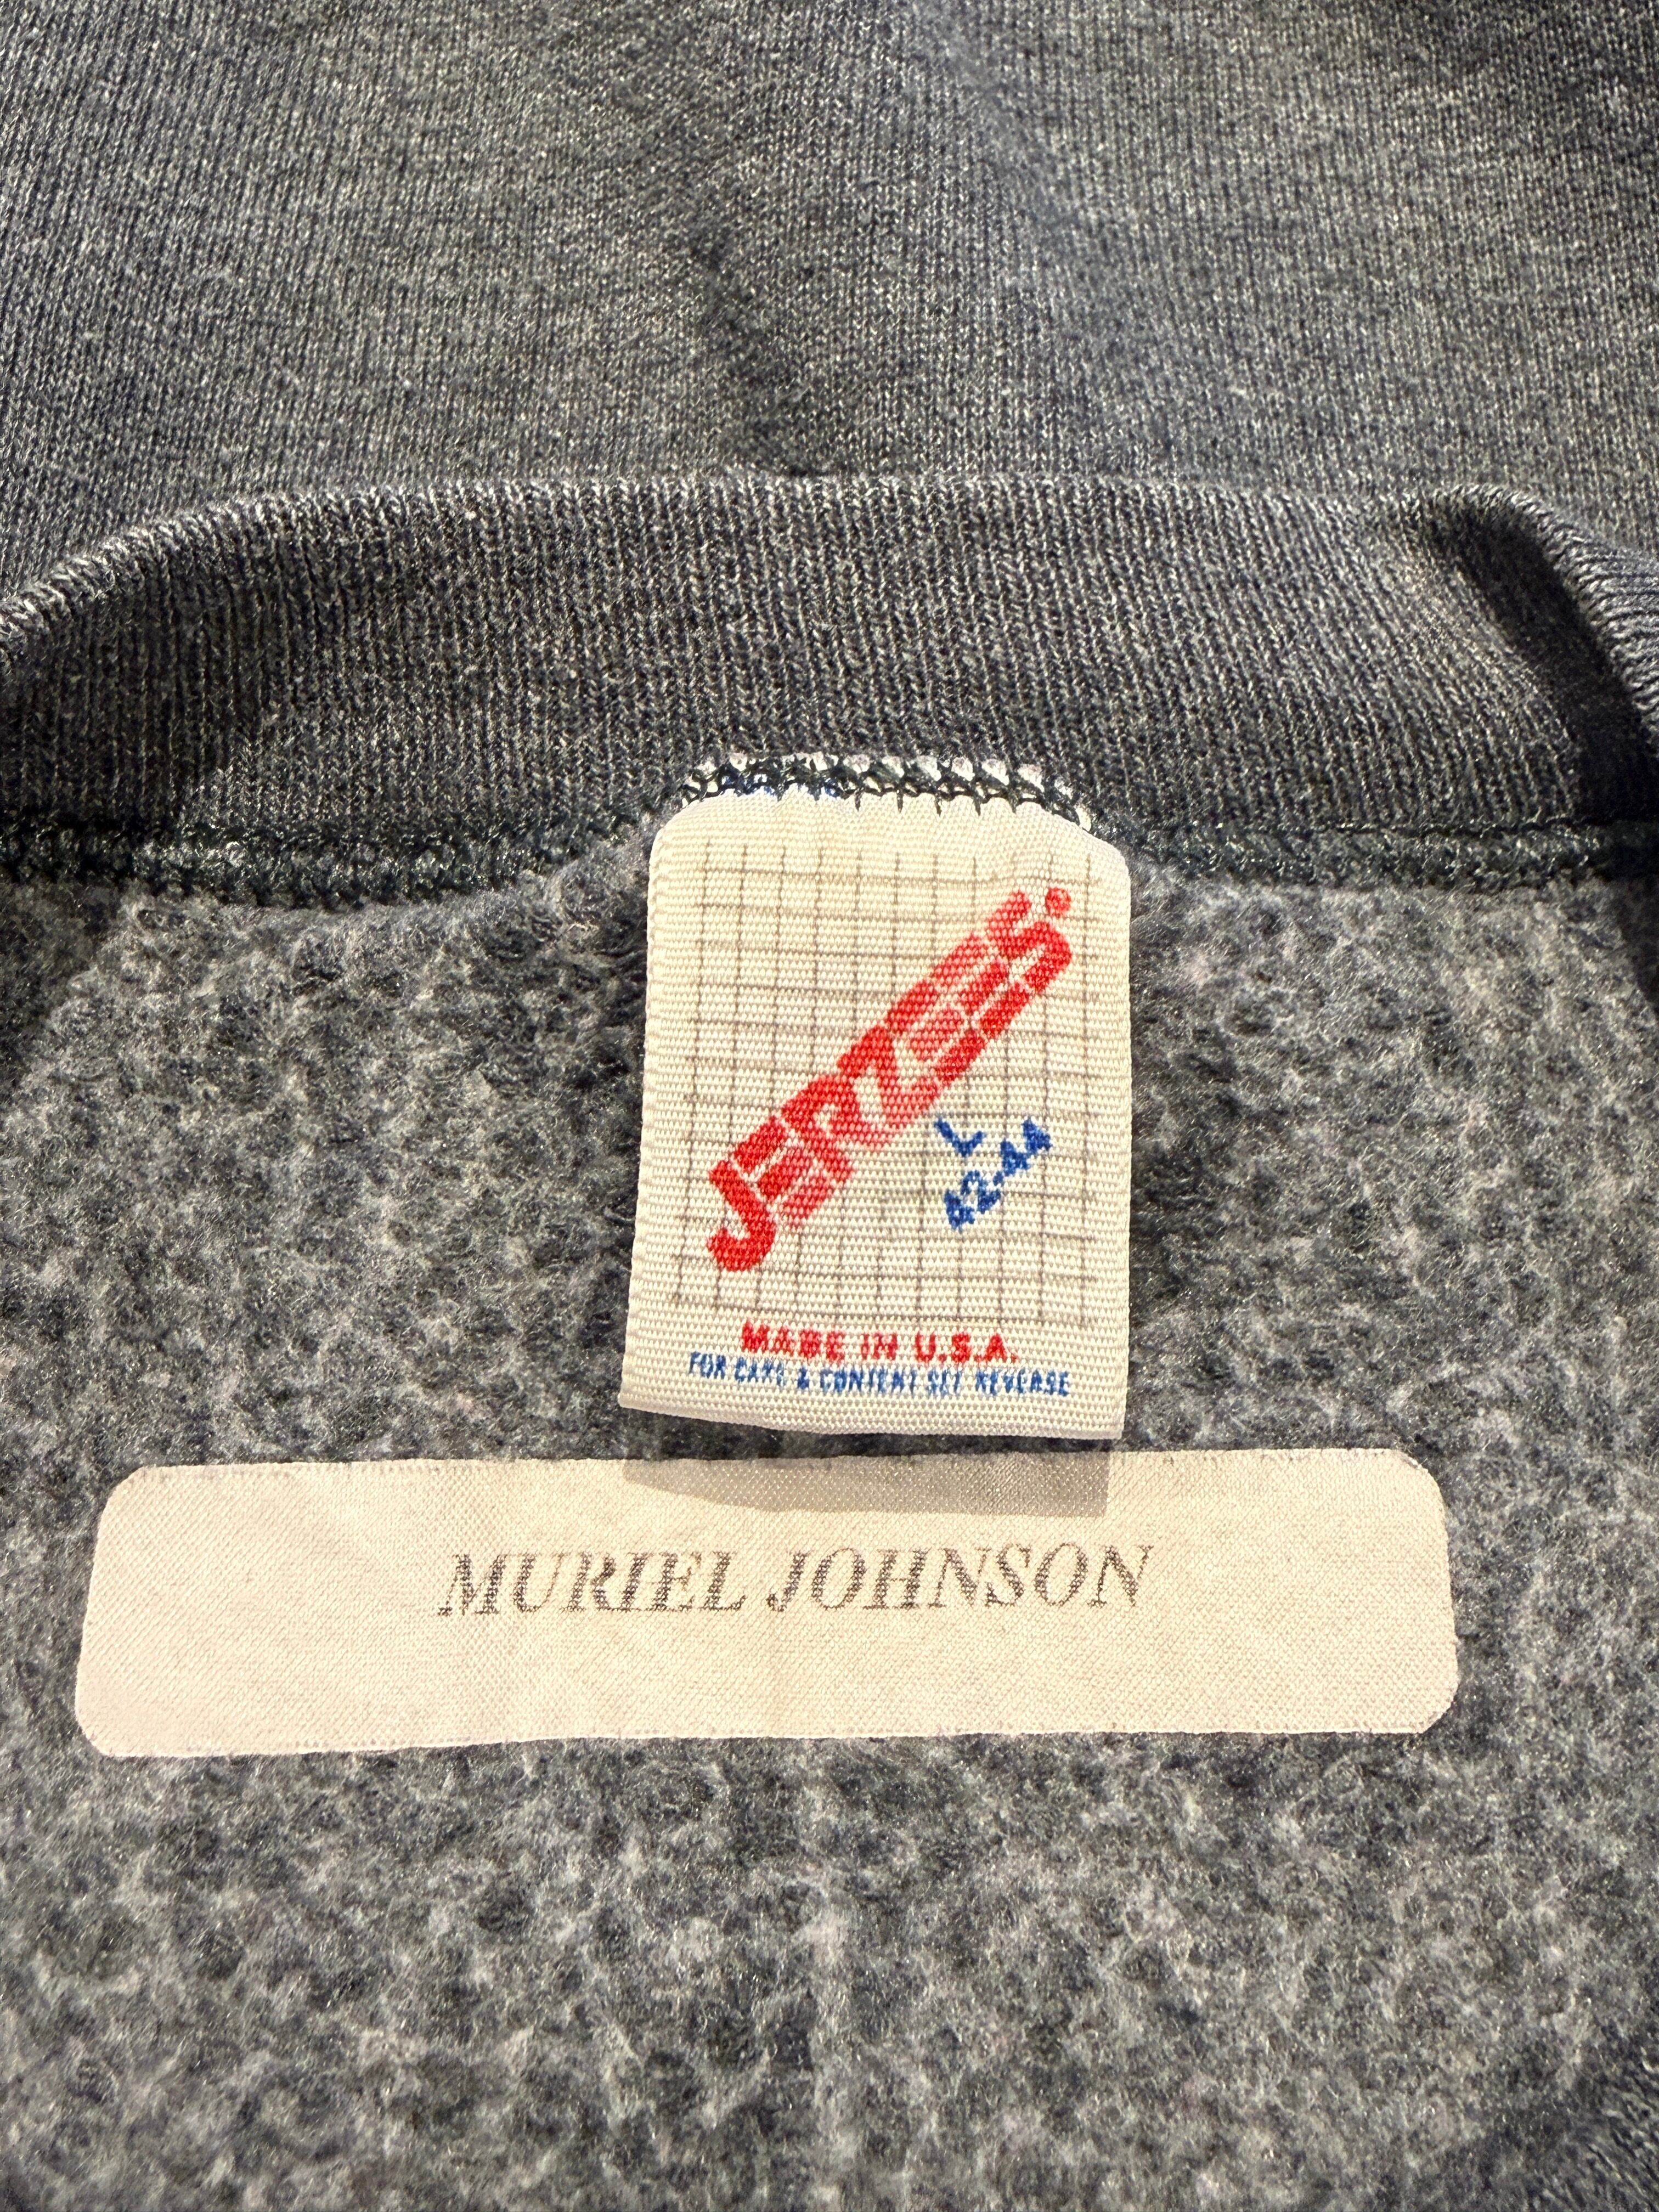 JERZEES
L
42-44
MADE IN U.S.A.
FOR CARE & CONTENT SEE REVERSE
MURIEL JOHNSON